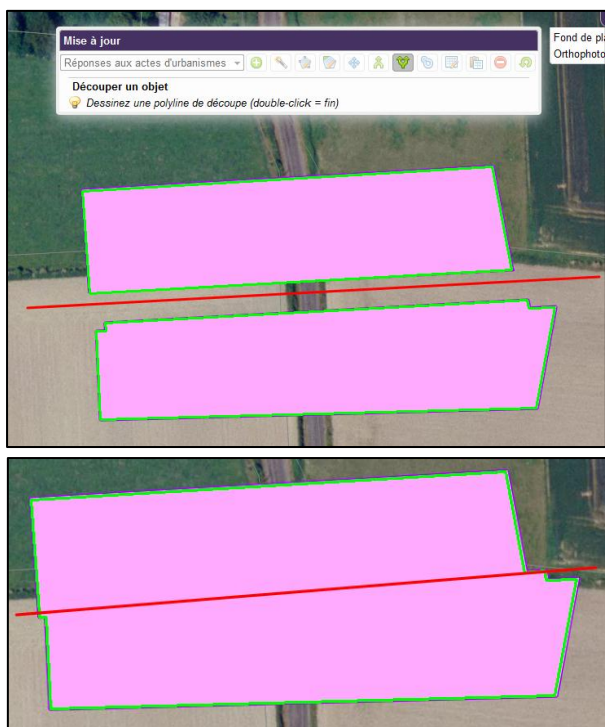 Mise à jour
Fond de pla
Réponses aux actes d'urbanismes
Orthophoto
Découper un objet
Dessinez une polyline de découpe (double-click = fin)